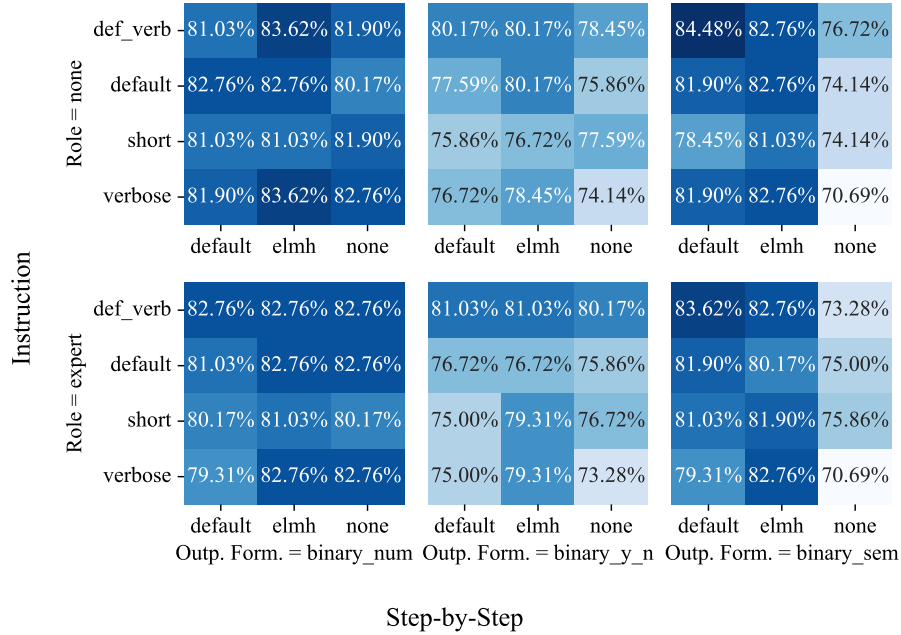 def_verb 81.03% 83.62% 81.90% 80.17% 80.17% 78.45% 84.48% 82.76% 76.72%
default 82.76% 82.76% 80.17% 77.59% 80.17% 75.86% 81.90% 82.76% 74.14%
short 81.03% 81.03% 81.90% 75.86% 76.72% 77.59% 78.45% 81.03% 74.14%
verbose 81.90% 83.62% 82.76% 76.72% 78.45% 74.14% 81.90% 82.76% 70.69%
Role = none
default elmh none default elmh none default elmh none
Instruction
def_verb 82.76% 82.76% 82.76% 81.03% 81.03% 80.17% 83.62% 82.76% 73.28%
default 81.03% 82.76% 82.76% 76.72% 76.72% 75.86% 81.90% 80.17% 75.00%
short 80.17% 81.03% 80.17% 75.00% 79.31% 76.72% 81.03% 81.90% 75.86%
verbose 79.31% 82.76% 82.76% 75.00% 79.31% 73.28% 79.31% 82.76% 70.69%
Role = expert
default elmh none default elmh none default elmh none
Outp. Form. = binary_num Outp. Form. = binary_y_n Outp. Form. = binary_sem
Step-by-Step